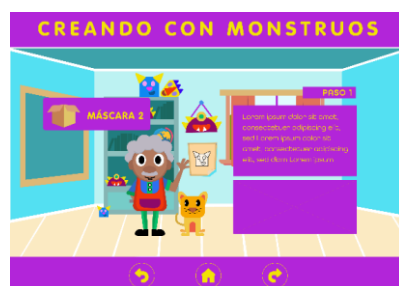 CREANDO CON MONSTRUOS
MÁSCARA 2
PASO 1
Lorem ipsum dolor sit amet,
consectetuer adipiscing elit,
sed Lorem ipsum dolor sit
amet, consectetuer adipiscing
elit, sed diam Lorem ipsum